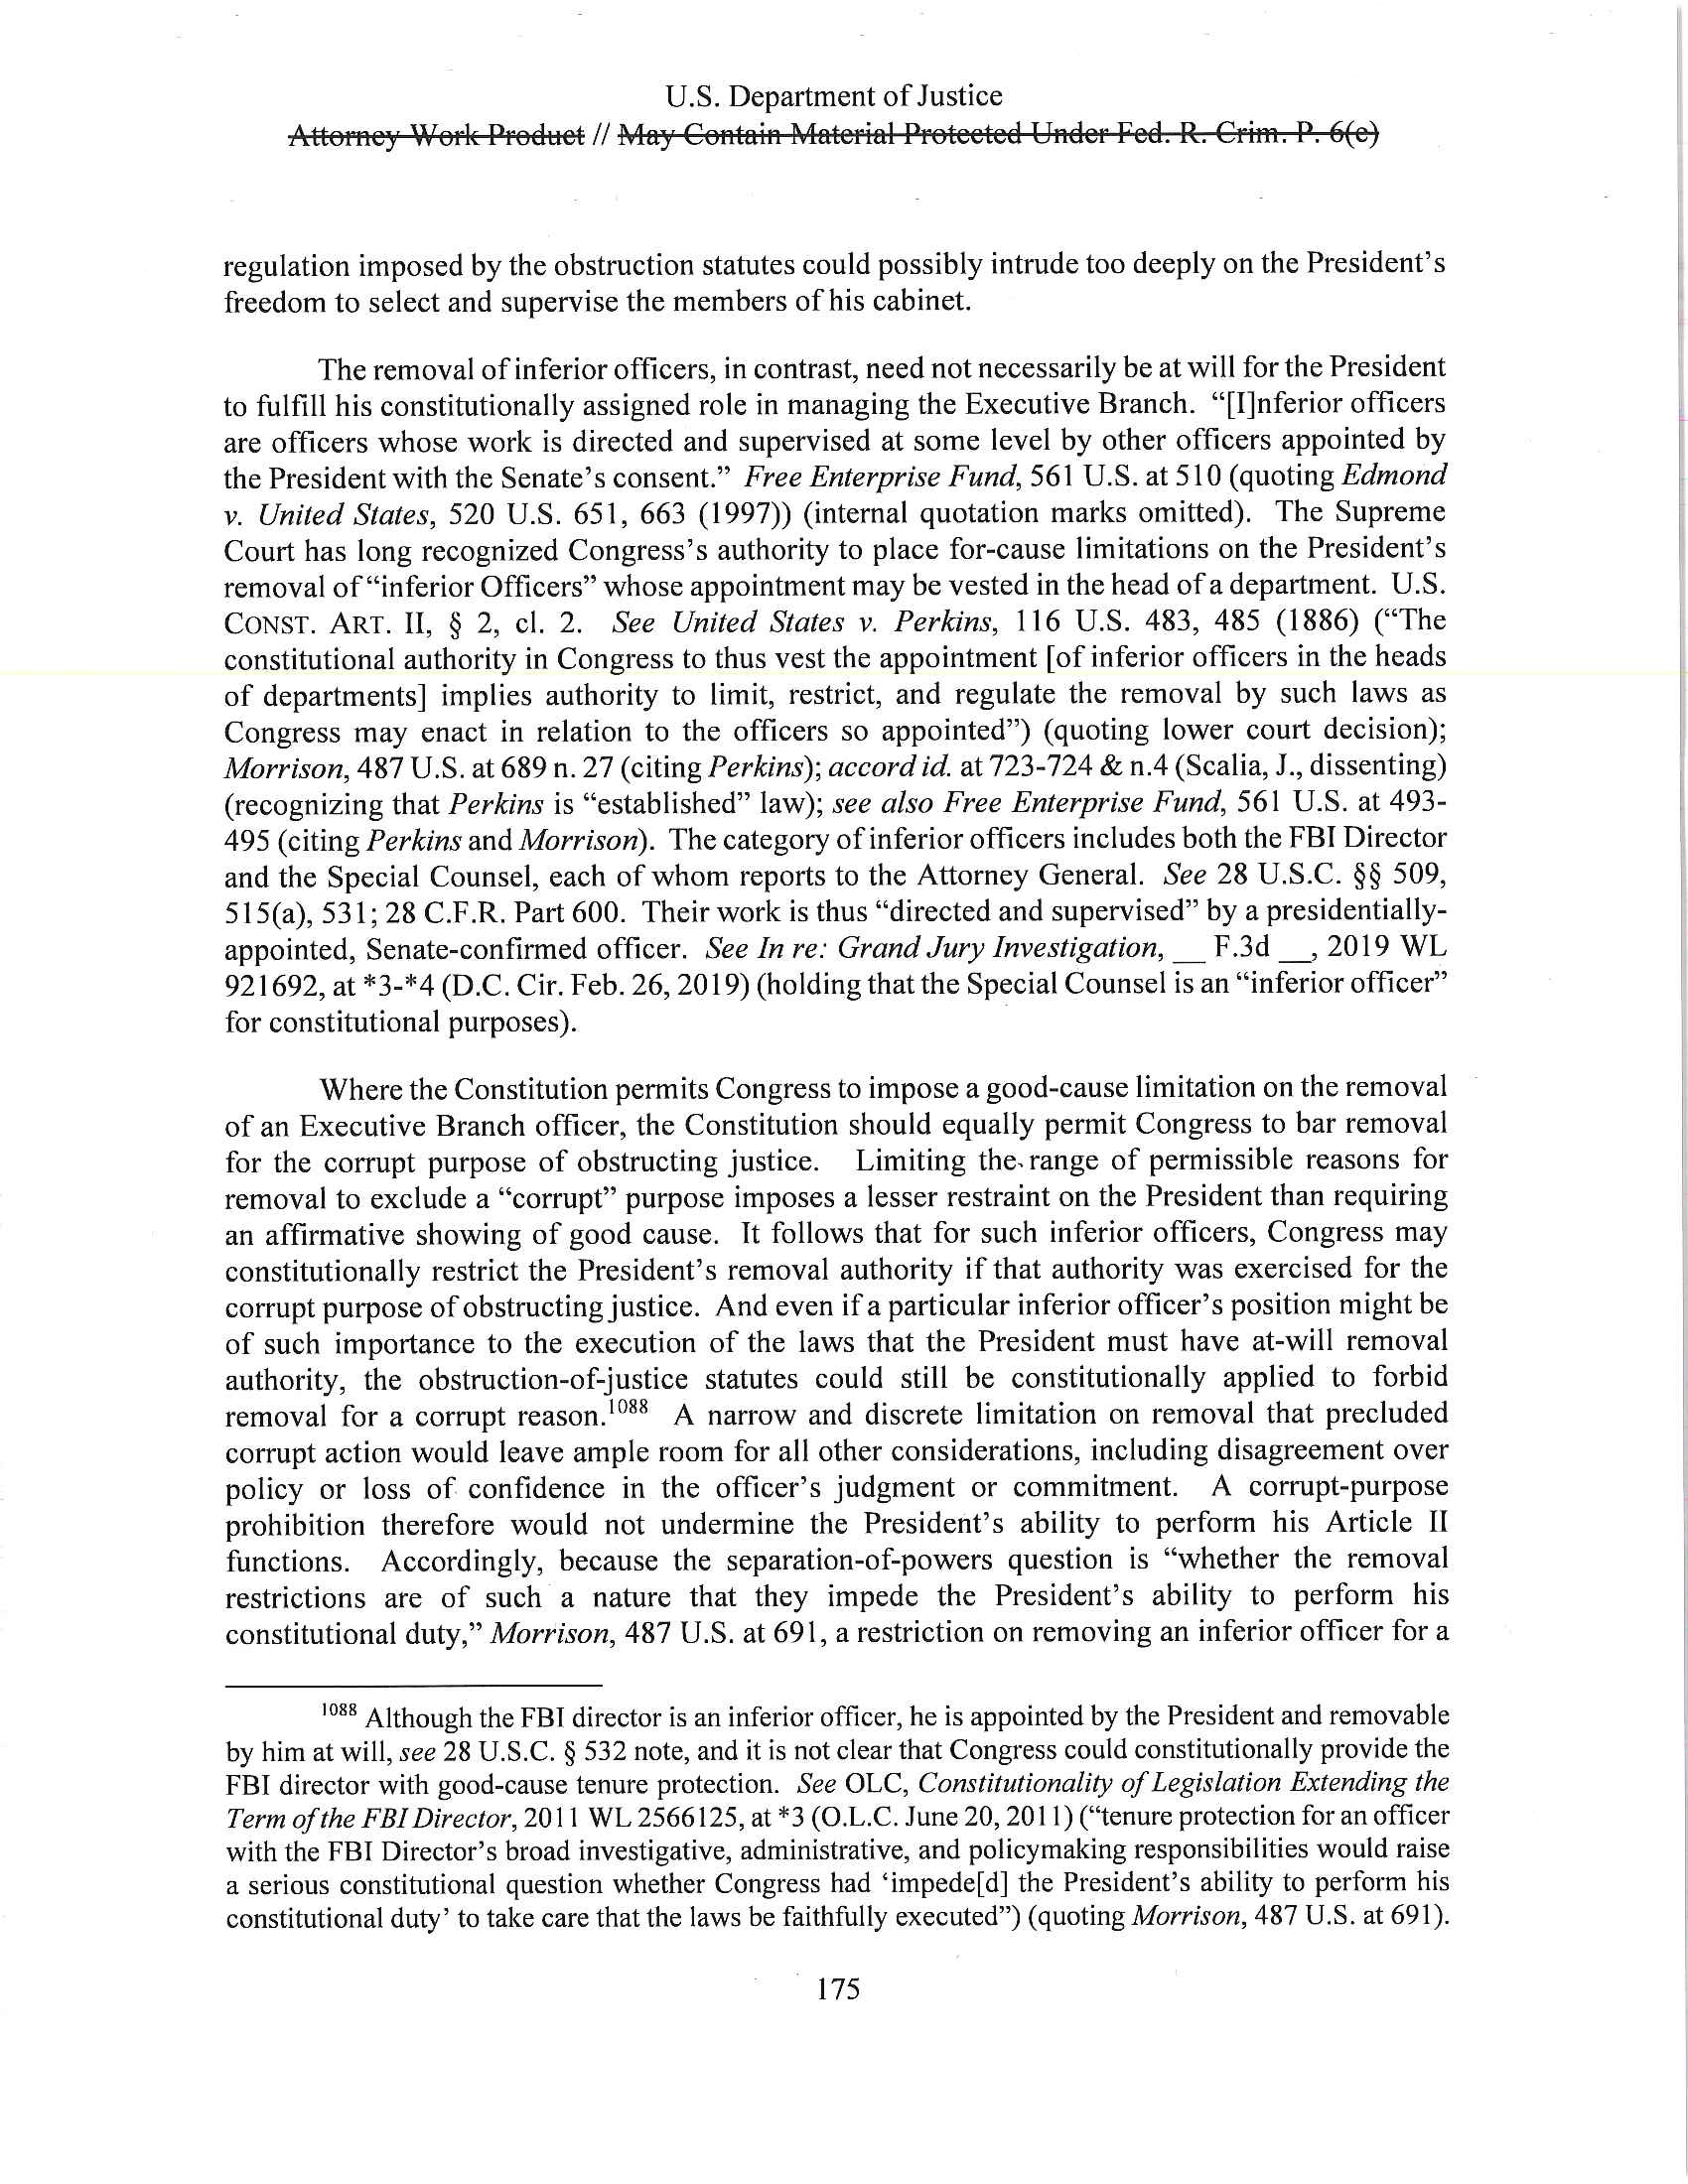 U.S. Department of Justice
Attorney Work Product // May Contain Material Protected Under Fed. R. Crim. P. 6(e)
regulation imposed by the obstruction statutes could possibly intrude too deeply on the President's
freedom to select and supervise the members of his cabinet.
The removal of inferior officers, in contrast, need not necessarily be at will for the President
to fulfill his constitutionally assigned role in managing the Executive Branch. “[I]nferior officers
are officers whose work is directed and supervised at some level by other officers appointed by
the President with the Senate's consent.” Free Enterprise Fund, 561 U.S. at 510 (quoting Edmond
v. United States, 520 U.S. 651, 663 (1997)) (internal quotation marks omitted). The Supreme
Court has long recognized Congress's authority to place for-cause limitations on the President's
removal of “inferior Officers” whose appointment may be vested in the head of a department. U.S.
CONST. ART. II, § 2, cl. 2. See United States v. Perkins, 116 U.S. 483, 485 (1886) (“The
constitutional authority in Congress to thus vest the appointment [of inferior officers in the heads
of departments] implies authority to limit, restrict, and regulate the removal by such laws as
Congress may enact in relation to the officers so appointed”) (quoting lower court decision);
Morrison, 487 U.S. at 689 n. 27 (citing Perkins); accord id. at 723-724 & n.4 (Scalia, J., dissenting)
(recognizing that Perkins is “established” law); see also Free Enterprise Fund, 561 U.S. at 493-
495 (citing Perkins and Morrison). The category of inferior officers includes both the FBI Director
and the Special Counsel, each of whom reports to the Attorney General. See 28 U.S.C. §§ 509,
515(a), 531; 28 C.F.R. Part 600. Their work is thus “directed and supervised” by a presidentially-
appointed, Senate-confirmed officer. See In re: Grand Jury Investigation, __ F.3d __, 2019 WL
921692, at *3-*4 (D.C. Cir. Feb. 26, 2019) (holding that the Special Counsel is an “inferior officer”
for constitutional purposes).
Where the Constitution permits Congress to impose a good-cause limitation on the removal
of an Executive Branch officer, the Constitution should equally permit Congress to bar removal
for the corrupt purpose of obstructing justice. Limiting the range of permissible reasons for
removal to exclude a “corrupt” purpose imposes a lesser restraint on the President than requiring
an affirmative showing of good cause. It follows that for such inferior officers, Congress may
constitutionally restrict the President's removal authority if that authority was exercised for the
corrupt purpose of obstructing justice. And even if a particular inferior officer's position might be
of such importance to the execution of the laws that the President must have at-will removal
authority, the obstruction-of-justice statutes could still be constitutionally applied to forbid
removal for a corrupt reason.1088 A narrow and discrete limitation on removal that precluded
corrupt action would leave ample room for all other considerations, including disagreement over
policy or loss of confidence in the officer's judgment or commitment. A corrupt-purpose
prohibition therefore would not undermine the President's ability to perform his Article II
functions. Accordingly, because the separation-of-powers question is “whether the removal
restrictions are of such a nature that they impede the President's ability to perform his
constitutional duty,” Morrison, 487 U.S. at 691, a restriction on removing an inferior officer for a
1088 Although the FBI director is an inferior officer, he is appointed by the President and removable
by him at will, see 28 U.S.C. § 532 note, and it is not clear that Congress could constitutionally provide the
FBI director with good-cause tenure protection. See OLC, Constitutionality of Legislation Extending the
Term of the FBI Director, 2011 WL 2566125, at *3 (O.L.C. June 20, 2011) (“tenure protection for an officer
with the FBI Director's broad investigative, administrative, and policymaking responsibilities would raise
a serious constitutional question whether Congress had ‘impede[d] the President's ability to perform his
constitutional duty’ to take care that the laws be faithfully executed”) (quoting Morrison, 487 U.S. at 691).
175